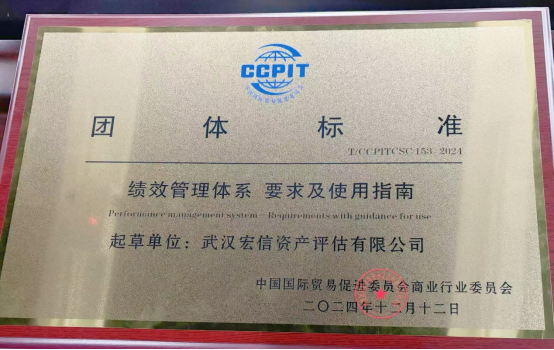 CCPIT
团体标准
T/CCPITCSC 153-2024
绩效管理体系 要求及使用指南
Performance management system - Requirements with guidance for use
起草单位：武汉宏信资产评估有限公司
中国国际贸易促进委员会商业行业委员会
二〇二四年十二月十二日